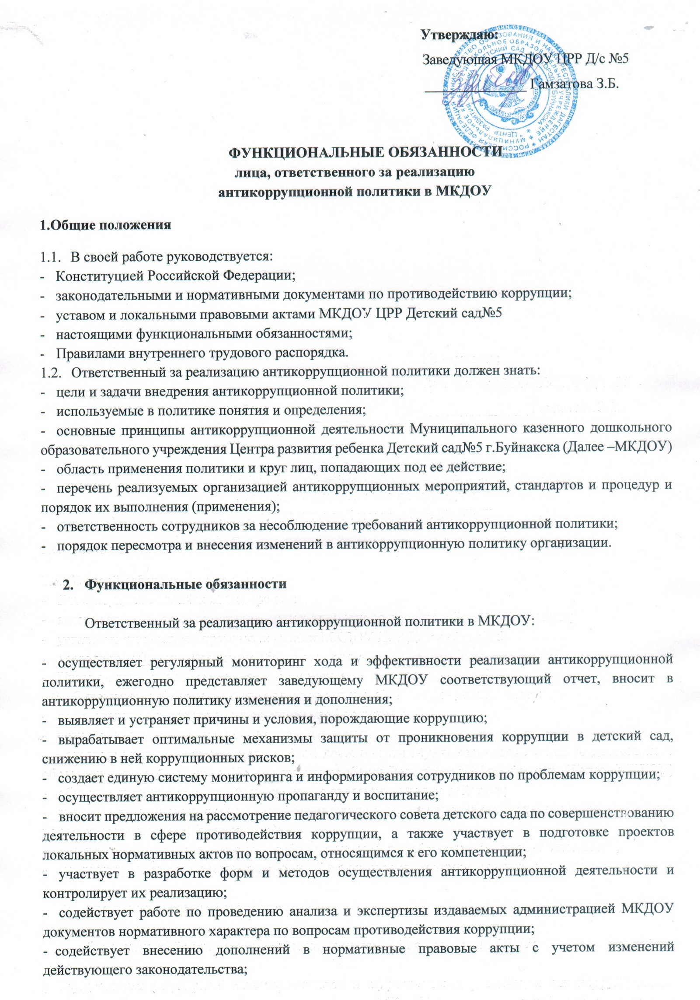 Утверждаю:
Заведующая МКДОУ ЦРР Д/с №5
Гамзатова З.Б.
ФУНКЦИОНАЛЬНЫЕ ОБЯЗАННОСТИ
лица, ответственного за реализацию
антикоррупционной политики в МКДОУ
1.Общие положения
1.1. В своей работе руководствуется:
- Конституцией Российской Федерации;
- законодательными и нормативными документами по противодействию коррупции;
- уставом и локальными правовыми актами МКДОУ ЦРР Детский сад№5
- настоящими функциональными обязанностями;
- Правилами внутреннего трудового распорядка.
1.2. Ответственный за реализацию антикоррупционной политики должен знать:
- цели и задачи внедрения антикоррупционной политики;
- используемые в политике понятия и определения;
- основные принципы антикоррупционной деятельности Муниципального казенного дошкольного
образовательного учреждения Центра развития ребенка Детский сад№5 г.Буйнакска (Далее –МКДОУ)
- область применения политики и круг лиц, попадающих под ее действие;
- перечень реализуемых организацией антикоррупционных мероприятий, стандартов и процедур и
порядок их выполнения (применения);
- ответственность сотрудников за несоблюдение требований антикоррупционной политики;
- порядок пересмотра и внесения изменений в антикоррупционную политику организации.
2. Функциональные обязанности
Ответственный за реализацию антикоррупционной политики в МКДОУ:
- осуществляет регулярный мониторинг хода и эффективности реализации антикоррупционной
политики, ежегодно представляет заведующему МКДОУ соответствующий отчет, вносит в
антикоррупционную политику изменения и дополнения;
- выявляет и устраняет причины и условия, порождающие коррупцию;
- вырабатывает оптимальные механизмы защиты от проникновения коррупции в детский сад,
снижению в ней коррупционных рисков;
- создает единую систему мониторинга и информирования сотрудников по проблемам коррупции;
- осуществляет антикоррупционную пропаганду и воспитание;
- вносит предложения на рассмотрение педагогического совета детского сада по совершенствованию
деятельности в сфере противодействия коррупции, а также участвует в подготовке проектов
локальных нормативных актов по вопросам, относящимся к его компетенции;
- участвует в разработке форм и методов осуществления антикоррупционной деятельности и
контролирует их реализацию;
- содействует работе по проведению анализа и экспертизы издаваемых администрацией МКДОУ
документов нормативного характера по вопросам противодействия коррупции;
- содействует внесению дополнений в нормативные правовые акты с учетом изменений
действующего законодательства;